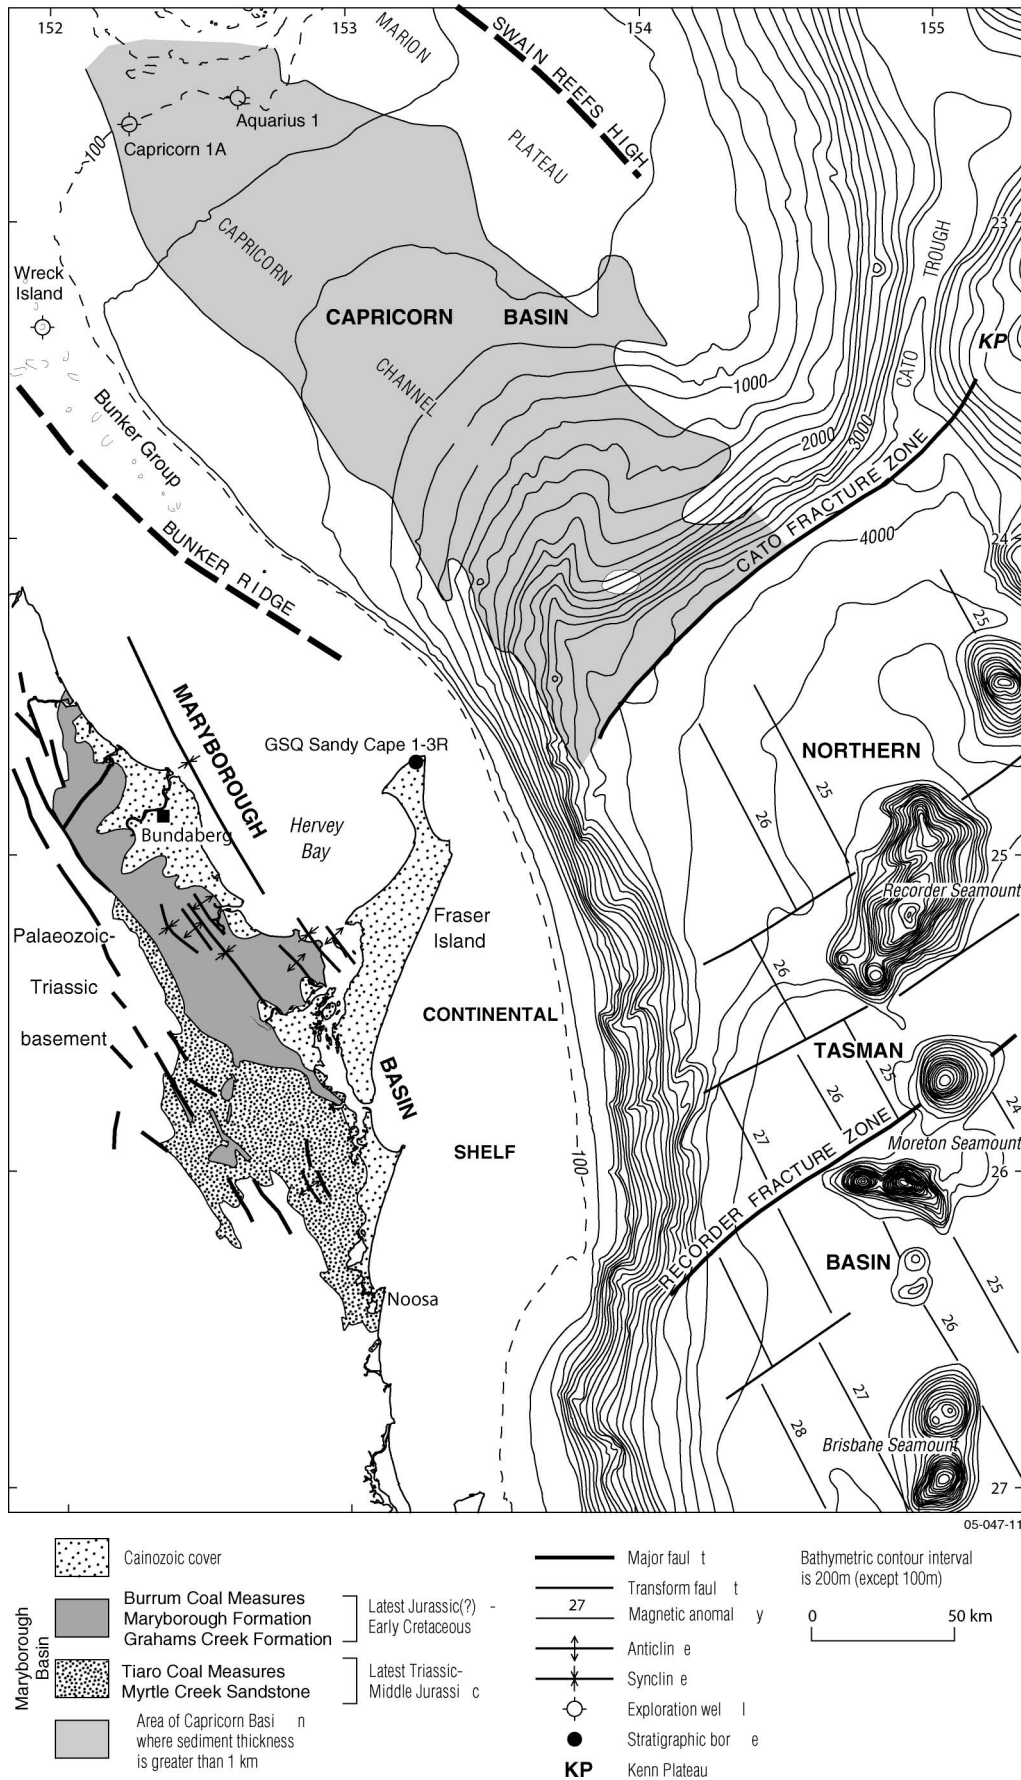 152
153
154
155
MARION
PLATEAU
SWAIN REEFS HIGH
Aquarius 1
Capricorn 1A
100
CAPRICORN
CHANNEL
CAPRICORN BASIN
TROUGH
23
Wreck
Island
KP
CATO
1000
2000
3000
Bunker Group
BUNKER RIDGE
CATO FRACTURE ZONE
4000
24
25
MARYBOROUGH
GSQ Sandy Cape 1-3R
NORTHERN
25
26
Bundaberg
Hervey
Bay
25
Recorder Seamount
Fraser
Island
Palaeozoic-
Triassic
basement
26
CONTINENTAL
TASMAN
25
26
24
BASIN
27
Moreton Seamount
SHELF
100
26
RECORDER FRACTURE ZONE
BASIN
25
Noosa
26
27
28
Brisbane Seamount
27
05-047-11
Maryborough
Basin
Cainozoic cover
Burrum Coal Measures
Maryborough Formation
Grahams Creek Formation
Latest Jurassic(?) -
Early Cretaceous
Tiaro Coal Measures
Myrtle Creek Sandstone
Latest Triassic-
Middle Jurassi c
Area of Capricorn Basi n
where sediment thickness
is greater than 1 km
Major faul t
Transform faul t
27
Magnetic anomal y
Anticlin e
Synclin e
Exploration wel l
Stratigraphic bor e
KP
Kenn Plateau
Bathymetric contour interval
is 200m (except 100m)
0
50 km